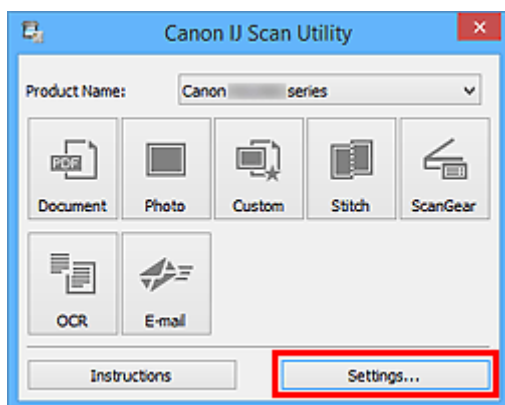 Canon IJ Scan Utility
Product Name: Canon series
Document Photo Custom Stitch ScanGear
PDF
OCR E-mail
Instructions Settings...